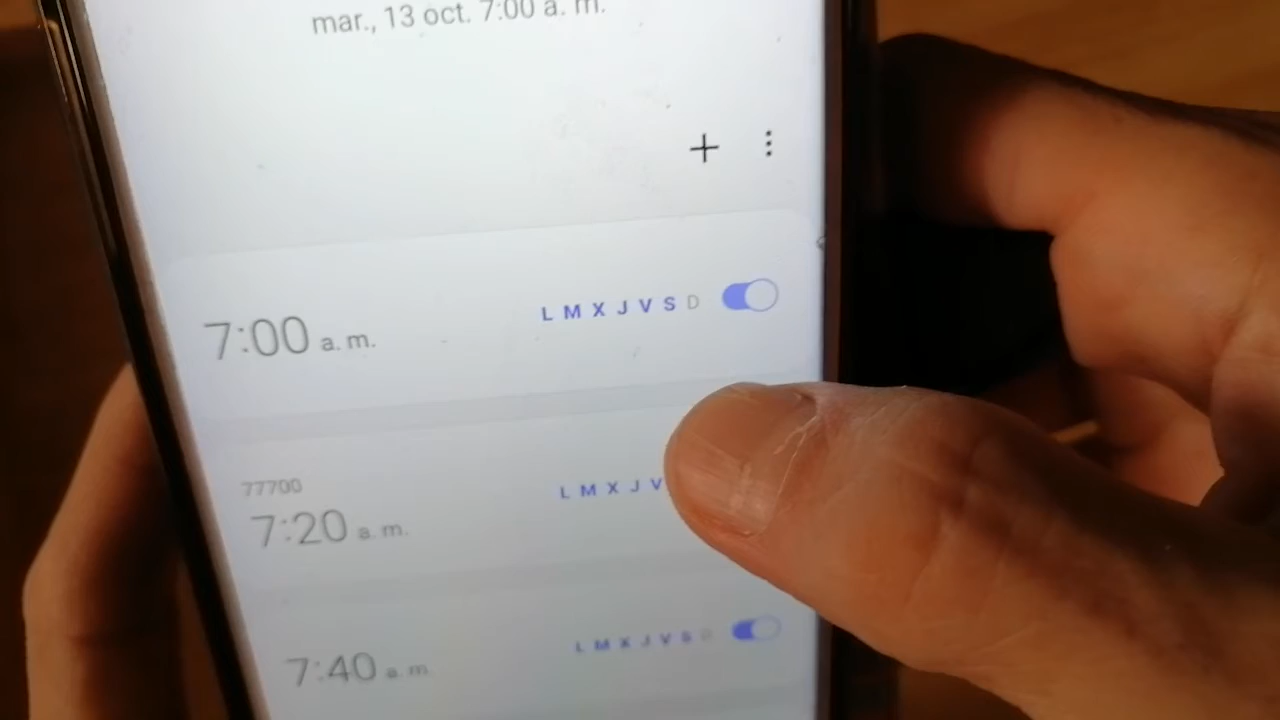 mar., 13 oct. 7:00 a. m.
7:00 a. m.
L M X J V S D
77700
7:20 a. m.
L M X J V
7:40 a. m.
L M X J V S D